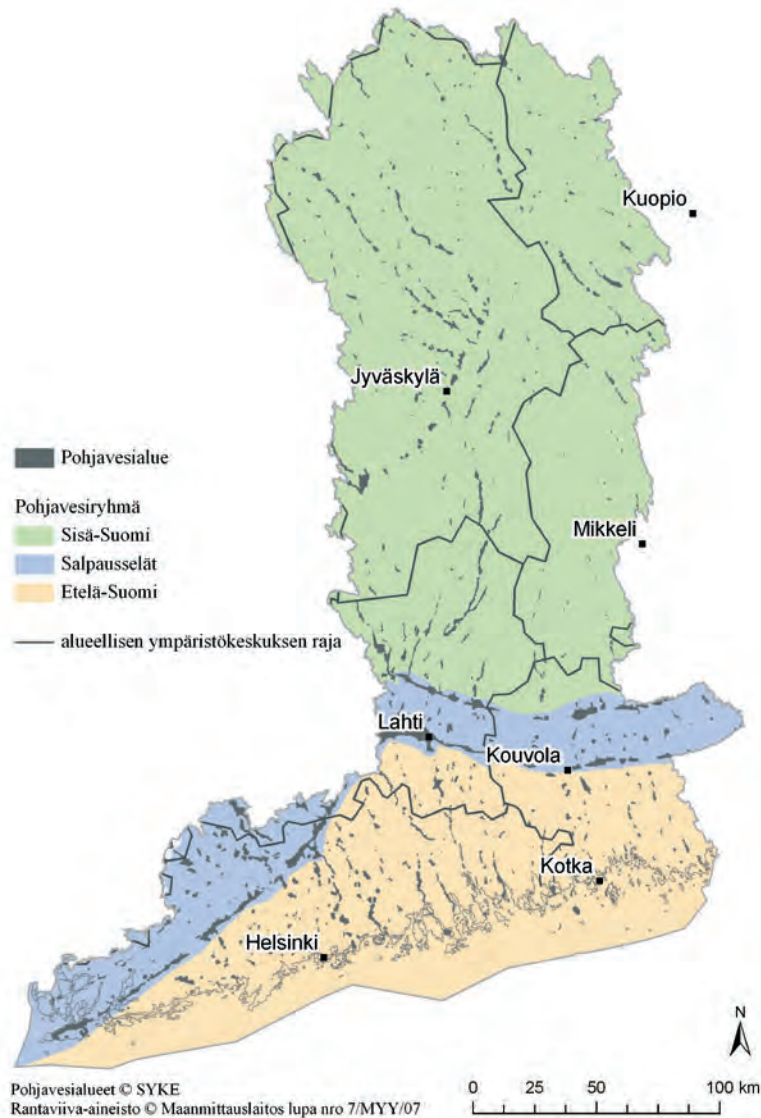 Kuopio
Jyväskylä
Pohjavesialue
Pohjavesiryhmä
Sisä-Suomi
Salpausselät
Etelä-Suomi
alueellisen ympäristökeskuksen raja
Mikkeli
Lahti
Kouvola
Kotka
Helsinki
N
Pohjavesialueet © SYKE
Rantaviiva-aineisto © Maanmittauslaitos lupa nro 7/MYY/07
0 25 50 100 km